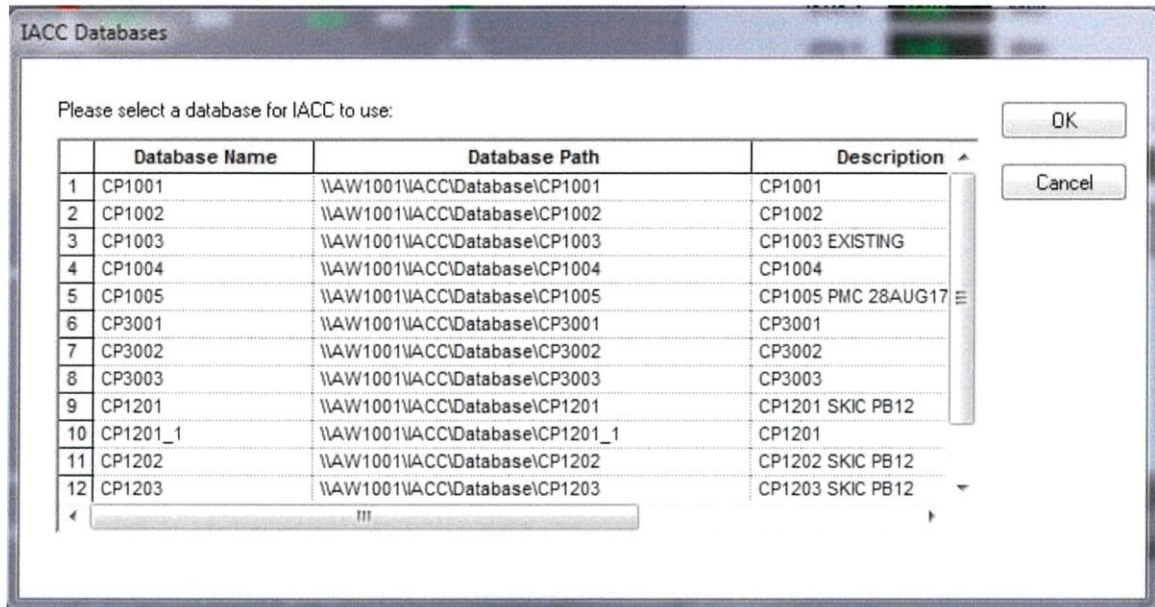 IACC Databases
Please select a database for IACC to use:
OK
Cancel
Database Name Database Path Description
1 CP1001 \\AW1001\IACC\Database\CP1001 CP1001
2 CP1002 \\AW1001\IACC\Database\CP1002 CP1002
3 CP1003 \\AW1001\IACC\Database\CP1003 CP1003 EXISTING
4 CP1004 \\AW1001\IACC\Database\CP1004 CP1004
5 CP1005 \\AW1001\IACC\Database\CP1005 CP1005 PMC 28AUG17
6 CP3001 \\AW1001\IACC\Database\CP3001 CP3001
7 CP3002 \\AW1001\IACC\Database\CP3002 CP3002
8 CP3003 \\AW1001\IACC\Database\CP3003 CP3003
9 CP1201 \\AW1001\IACC\Database\CP1201 CP1201 SKIC PB12
10 CP1201_1 \\AW1001\IACC\Database\CP1201_1 CP1201
11 CP1202 \\AW1001\IACC\Database\CP1202 CP1202 SKIC PB12
12 CP1203 \\AW1001\IACC\Database\CP1203 CP1203 SKIC PB12